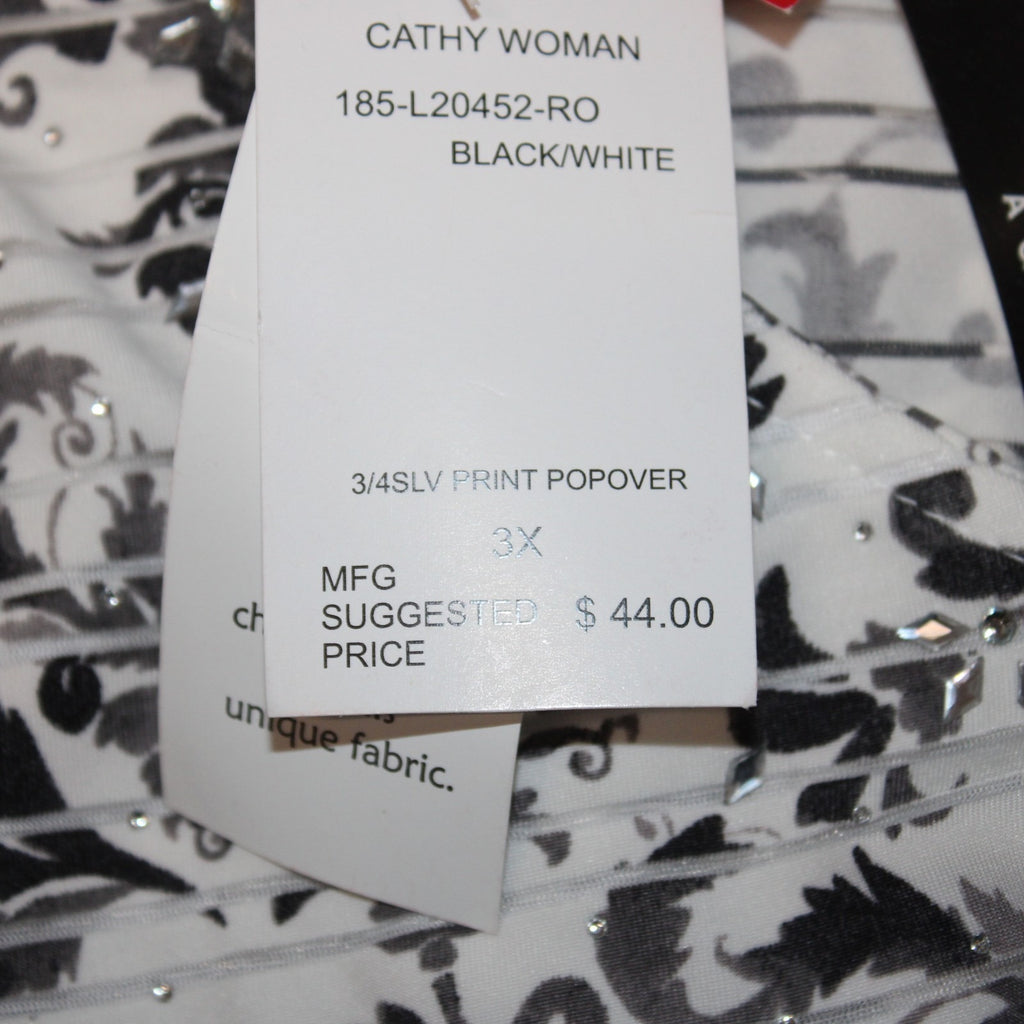 CATHY WOMAN
185-L20452-RO
BLACK/WHITE
3/4SLV PRINT POPOVER
3X
MFG
SUGGESTED $ 44.00
PRICE
unique fabric.